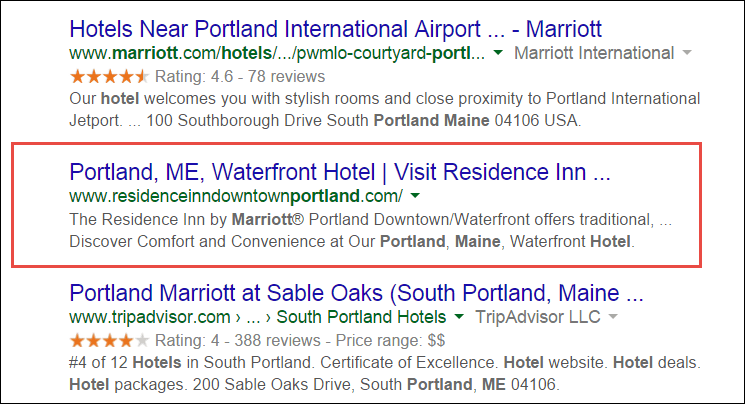 Hotels Near Portland International Airport ... - Marriott
www.marriott.com/hotels/.../pwmlo-courtyard-portl... Marriott International
Rating: 4.6 - 78 reviews
Our hotel welcomes you with stylish rooms and close proximity to Portland International
Jetport. ... 100 Southborough Drive South Portland Maine 04106 USA.
Portland, ME, Waterfront Hotel | Visit Residence Inn ...
www.residenceinndowntownportland.com/
The Residence Inn by Marriott® Portland Downtown/Waterfront offers traditional, ...
Discover Comfort and Convenience at Our Portland, Maine, Waterfront Hotel.
Portland Marriott at Sable Oaks (South Portland, Maine ...
www.tripadvisor.com › ... › South Portland Hotels TripAdvisor LLC
Rating: 4 - 388 reviews - Price range: $$
#4 of 12 Hotels in South Portland. Certificate of Excellence. Hotel website. Hotel deals.
Hotel packages. 200 Sable Oaks Drive, South Portland, ME 04106.